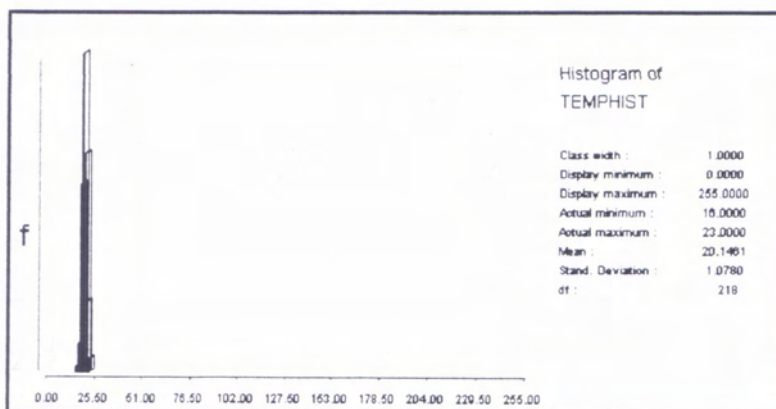 Histogram of
TEMPHIST
Class width : 1.0000
Display minimum : 0.0000
Display maximum : 255.0000
Actual minimum : 16.0000
Actual maximum : 23.0000
Mean : 20.1461
Stand. Deviation : 1.0780
df : 218
f
0.00 25.50 61.00 76.50 102.00 127.50 163.00 178.50 204.00 229.50 255.00